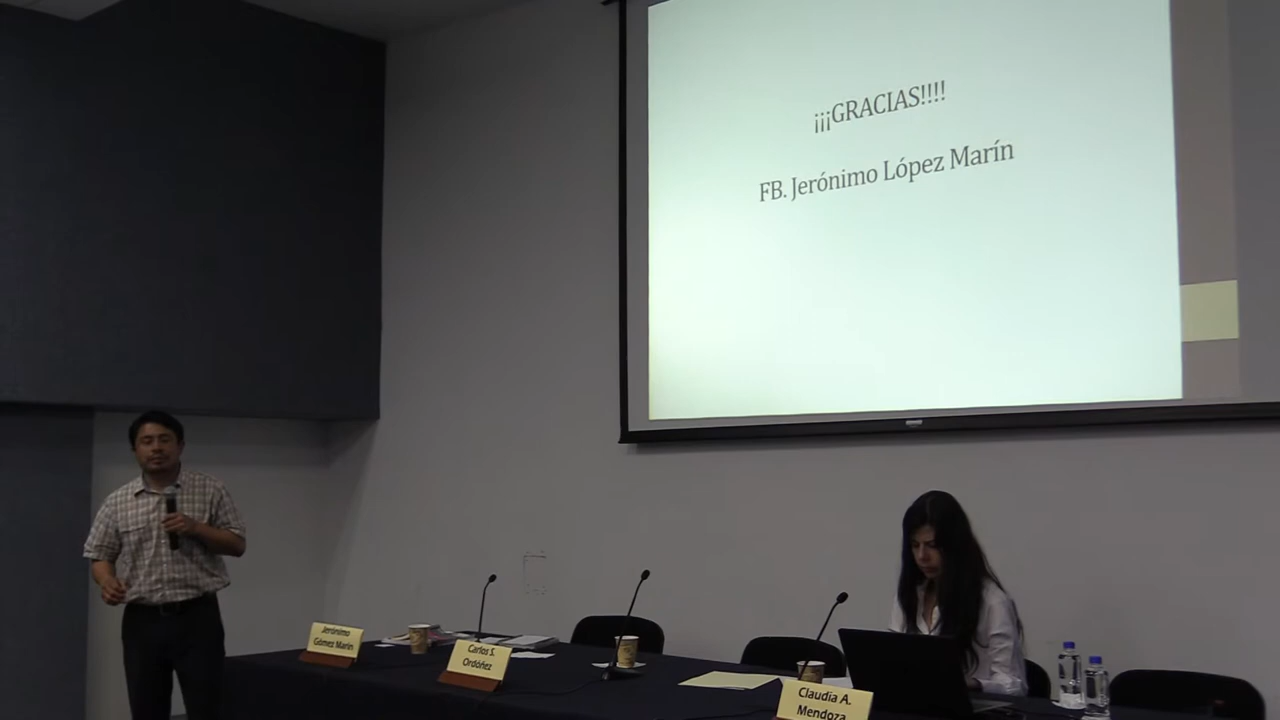 ¡¡¡GRACIAS!!!!
FB. Jerónimo López Marín
Jerónimo
Gómez Marín
Carlos S.
Ordóñez
Claudia A.
Mendoza